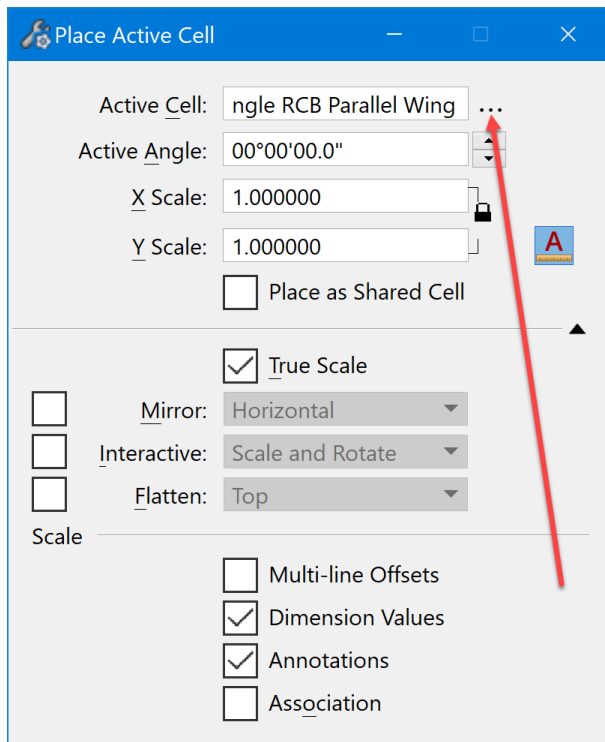 Place Active Cell
Active Cell: ngle RCB Parallel Wing ...
Active Angle: 00°00'00.0"
X Scale: 1.000000
Y Scale: 1.000000
A
Place as Shared Cell
True Scale
Mirror: Horizontal
Interactive: Scale and Rotate
Flatten: Top
Scale
Multi-line Offsets
Dimension Values
Annotations
Association